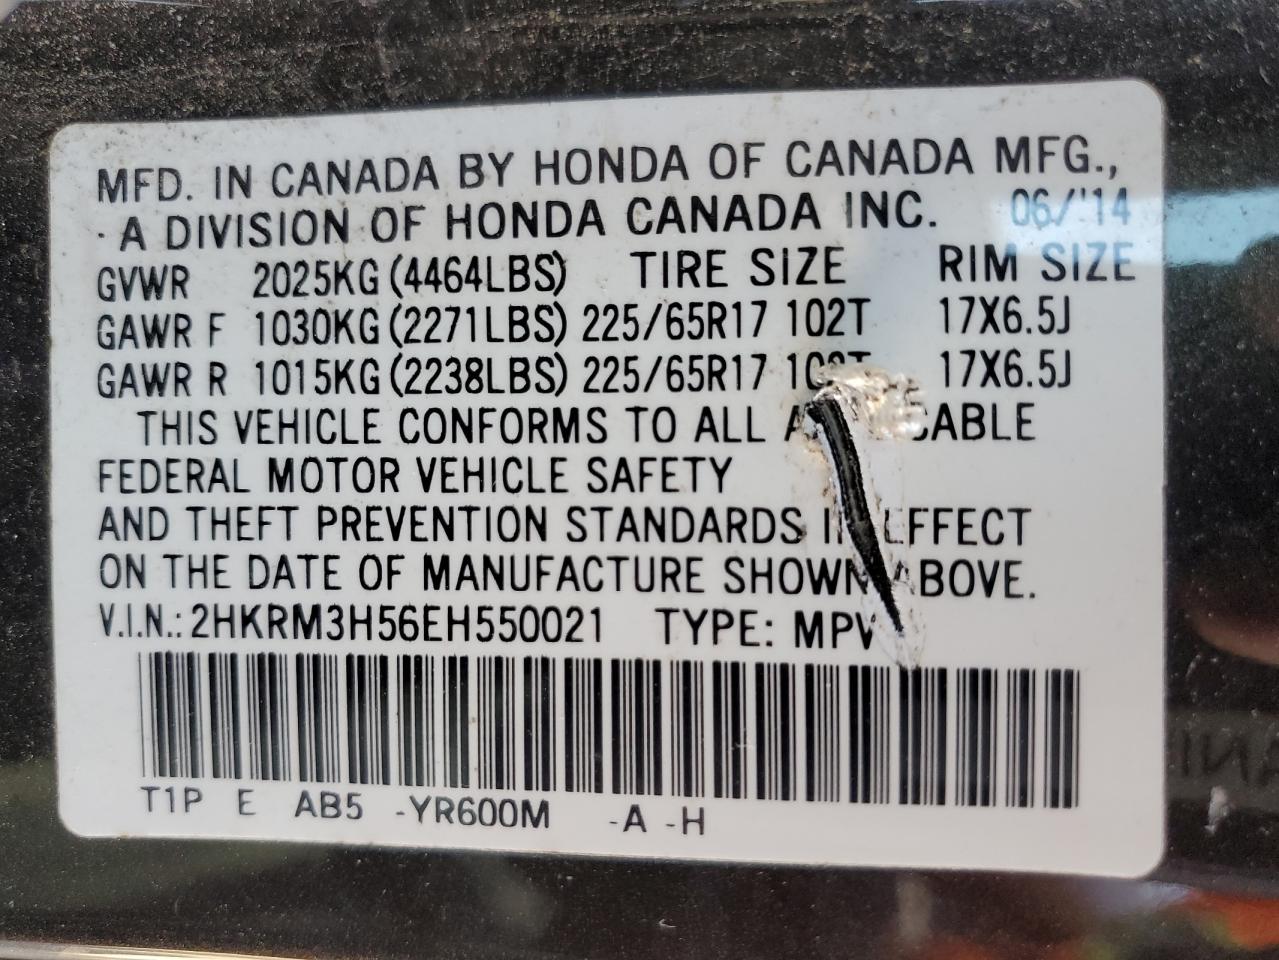 MFD. IN CANADA BY HONDA OF CANADA MFG.,
A DIVISION OF HONDA CANADA INC. 06/'14
GVWR 2025KG (4464LBS) TIRE SIZE RIM SIZE
GAWR F 1030KG (2271LBS) 225/65R17 102T 17X6.5J
GAWR R 1015KG (2238LBS) 225/65R17 102T 17X6.5J
THIS VEHICLE CONFORMS TO ALL
FEDERAL MOTOR VEHICLE SAFETY
AND THEFT PREVENTION STANDARDS IN EFFECT
ON THE DATE OF MANUFACTURE SHOWN ABOVE.
V.I.N.: 2HKRM3H56EH550021 TYPE: MPV
T1P E AB5 -YR600M -A -H